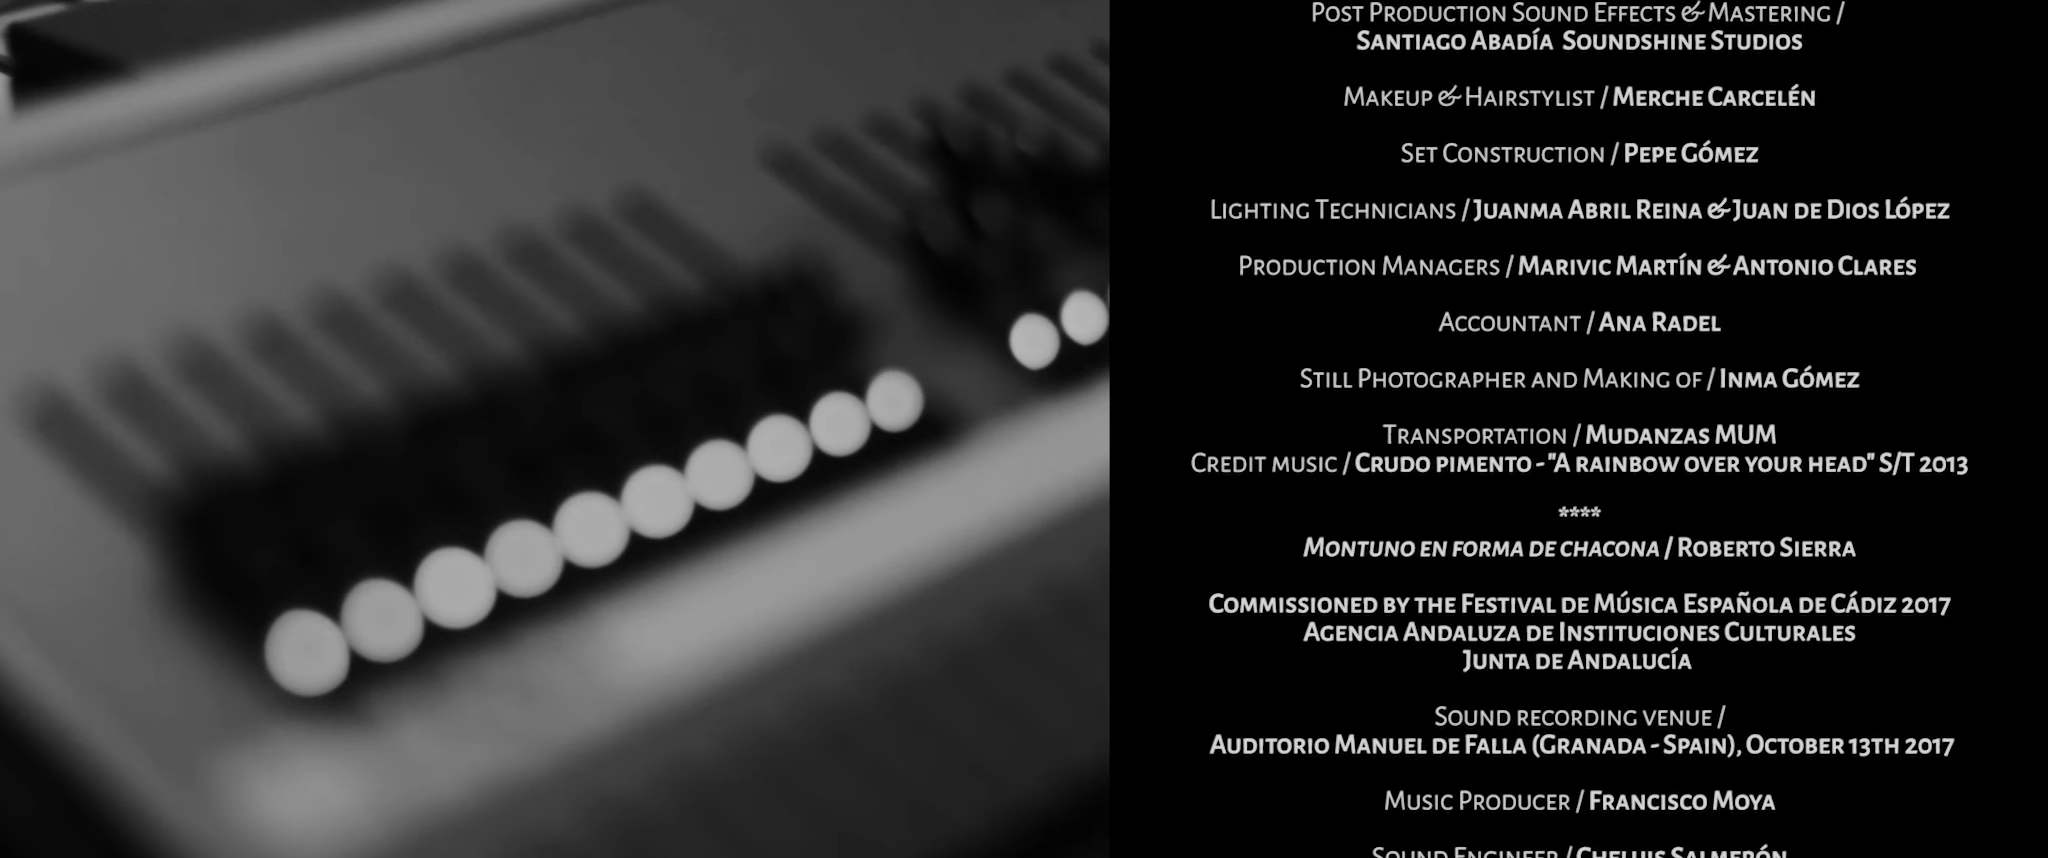 Post Production Sound Effects & Mastering /
Santiago Abadía Soundshine Studios
Makeup & Hairstylist / Merche Carcelén
Set Construction / Pepe Gómez
Lighting Technicians / Juanma Abril Reina & Juan de Dios López
Production Managers / Marivic Martín & Antonio Clares
Accountant / Ana Radel
Still Photographer and Making of / Inma Gómez
Transportation / Mudanzas MUM
Credit music / Crudo pimento - "A rainbow over your head" S/T 2013
****
Montuno en forma de chacona / Roberto Sierra
Commissioned by the Festival de Música Española de Cádiz 2017
Agencia Andaluza de Instituciones Culturales
Junta de Andalucía
Sound recording venue /
Auditorio Manuel de Falla (Granada - Spain), October 13th 2017
Music Producer / Francisco Moya
Sound Engineer / Cheluis Salmerón